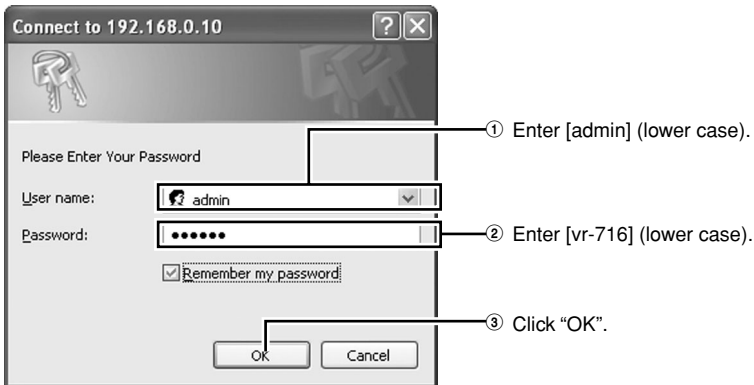 Connect to 192.168.0.10
① Enter [admin] (lower case).
Please Enter Your Password
User name: admin
Password: ●●●●●●
② Enter [vr-716] (lower case).
Remember my password
③ Click “OK”.
OK Cancel